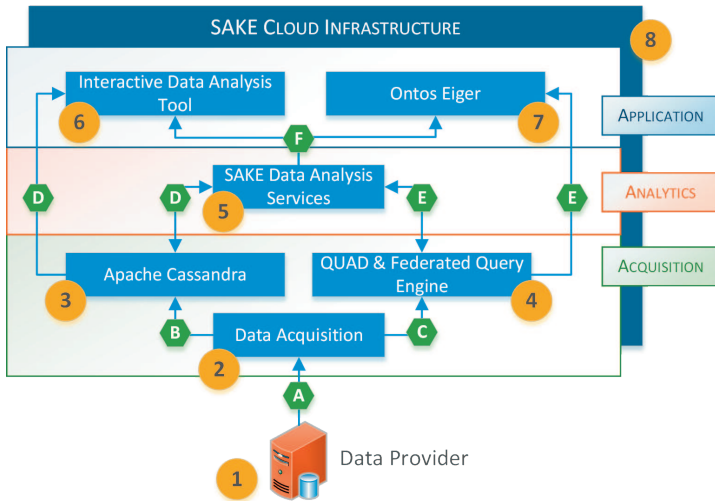 SAKE CLOUD INFRASTRUCTURE
8
Interactive Data Analysis
Tool
6
Ontos Eiger
7
APPLICATION
F
D
SAKE Data Analysis
Services
5
D
E
E
ANALYTICS
Apache Cassandra
3
QUAD & Federated Query
Engine
4
ACQUISITION
B
Data Acquisition
2
C
A
1
Data Provider